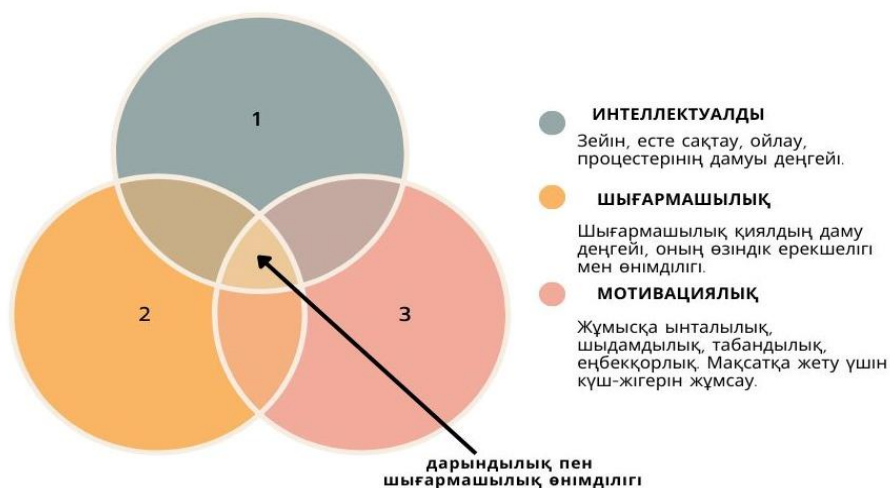 1
2
3
ИНТЕЛЛЕКТУАЛДЫ
Зейін, есте сақтау, ойлау,
процестерінің дамуы деңгейі.
ШЫҒАРМАШЫЛЫҚ
Шығармашылық қиялдың даму
деңгейі, оның өзіндік ерекшелігі
мен өнімділігі.
МОТИВАЦИЯЛЫҚ
Жұмысқа ынталылық,
шыдамдылық, табандылық,
еңбекқорлық. Мақсатқа жету үшін
күш-жігерін жұмсау.
дарындылық пен
шығармашылық өнімділігі